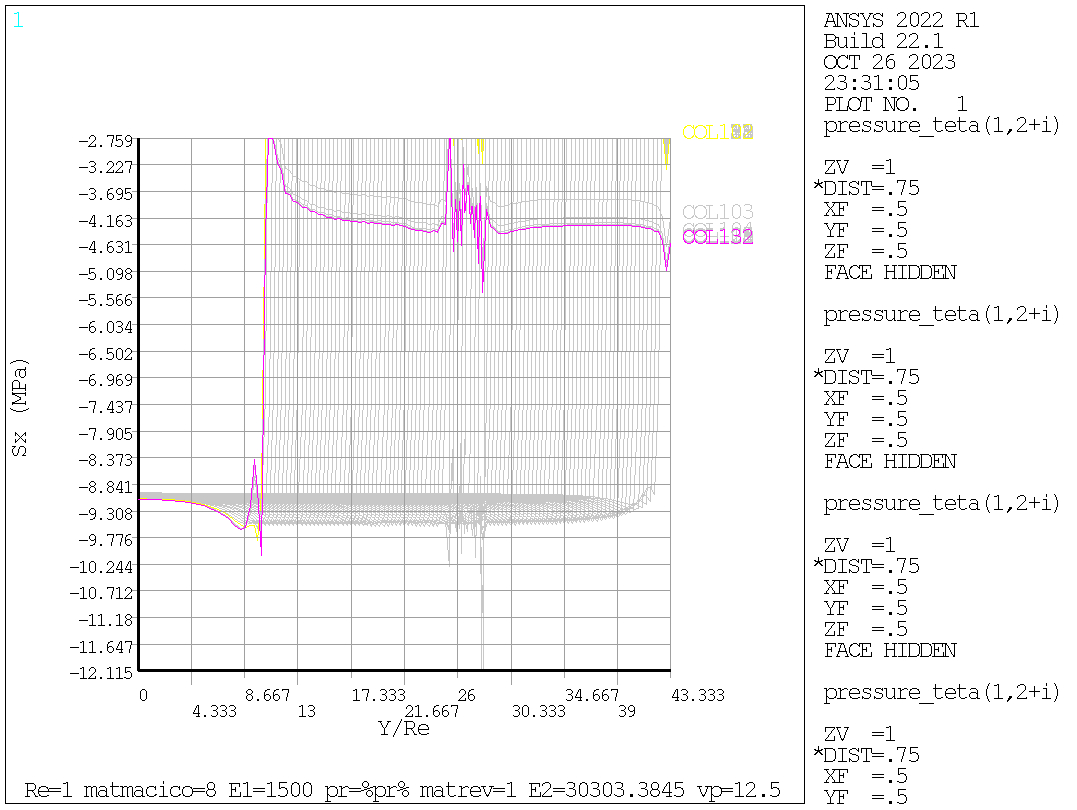 1
ANSYS 2022 R1
Build 22.1
OCT 26 2023
23:31:05
PLOT NO. 1
pressure_teta(1,2+i)
ZV =1
*DIST=.75
XF =.5
YF =.5
ZF =.5
FACE HIDDEN
pressure_teta(1,2+i)
ZV =1
*DIST=.75
XF =.5
YF =.5
ZF =.5
FACE HIDDEN
pressure_teta(1,2+i)
ZV =1
*DIST=.75
XF =.5
YF =.5
ZF =.5
FACE HIDDEN
pressure_teta(1,2+i)
ZV =1
*DIST=.75
XF =.5
YF =.5
COL103
COL132
Sx (MPa)
-2.759
-3.227
-3.695
-4.163
-4.631
-5.098
-5.566
-6.034
-6.502
-6.969
-7.437
-7.905
-8.373
-8.841
-9.308
-9.776
-10.244
-10.712
-11.18
-11.647
-12.115
0 8.667 17.333 26 34.667 43.333
4.333 13 21.667 30.333 39
Y/Re
Re=1 matmacico=8 E1=1500 pr=%pr% matrev=1 E2=30303.3845 vp=12.5